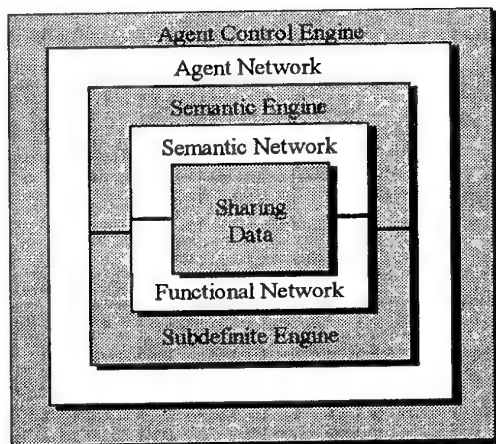 Agent Control Engine
Agent Network
Semantic Engine
Semantic Network
Sharing
Data
Functional Network
Subdefinite Engine